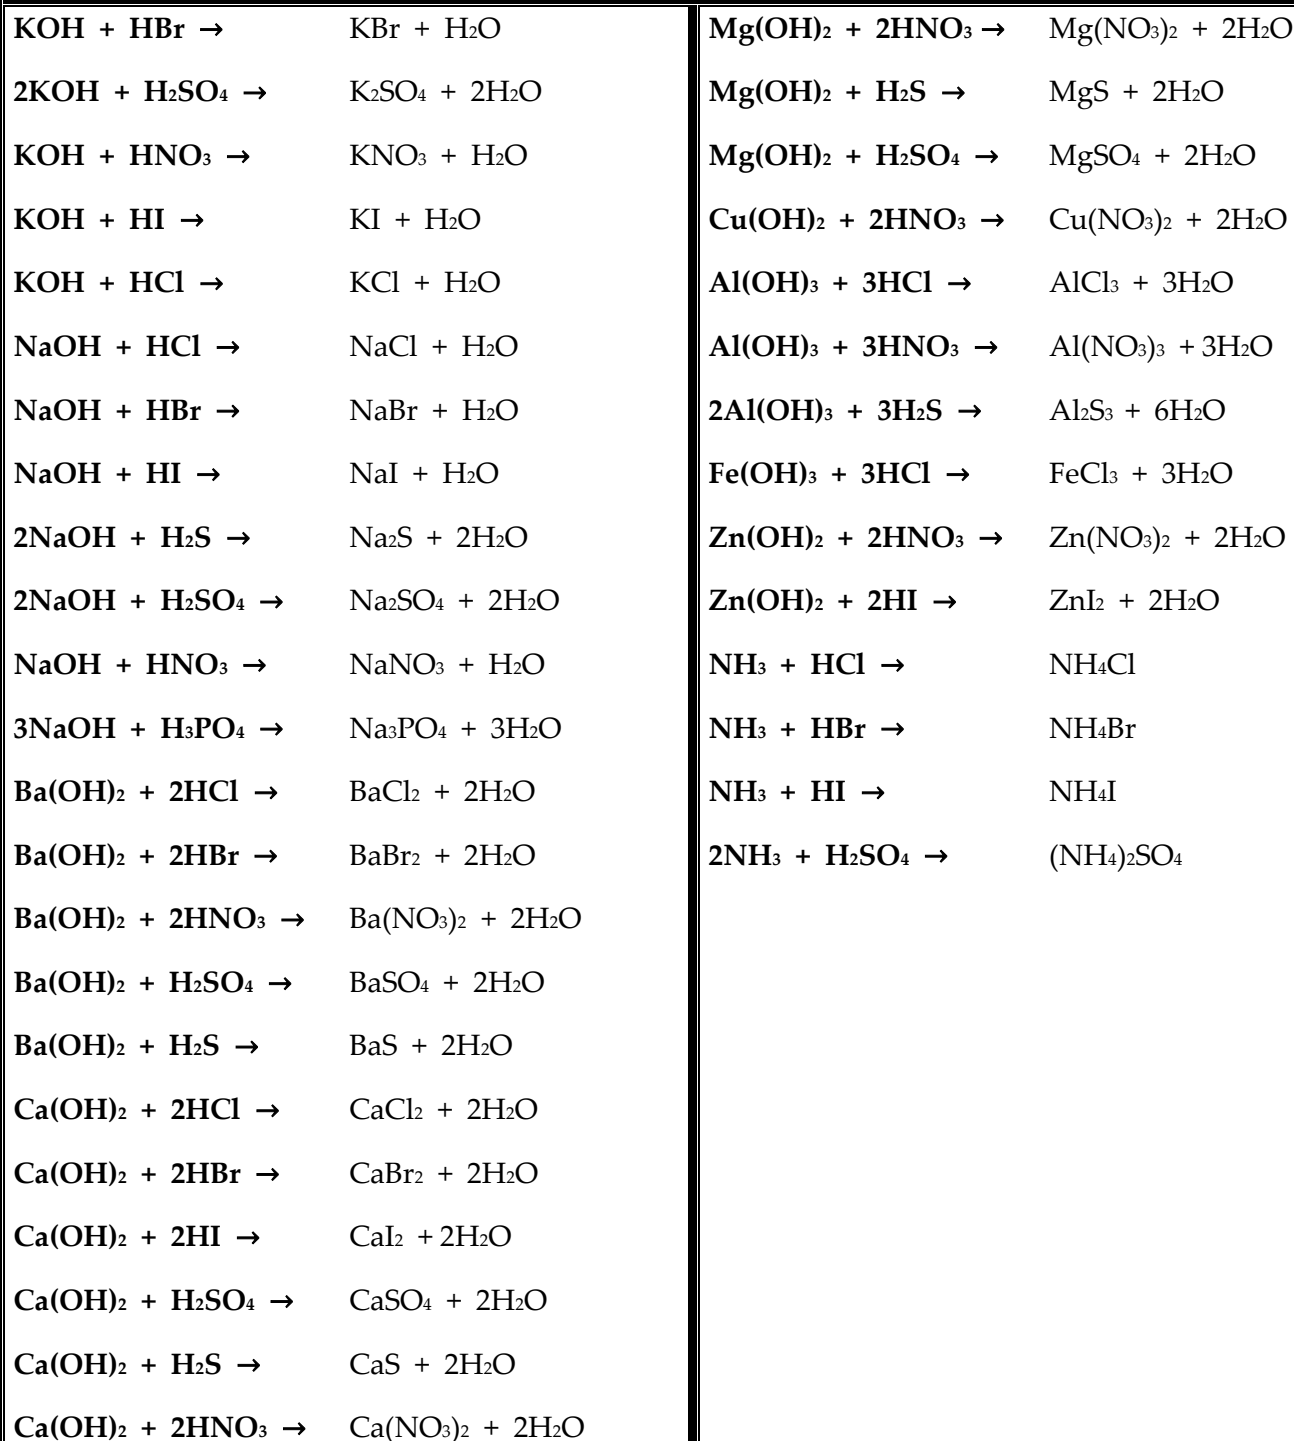 KOH + HBr → KBr + H₂O
2KOH + H₂SO₄ → K₂SO₄ + 2H₂O
KOH + HNO₃ → KNO₃ + H₂O
KOH + HI → KI + H₂O
KOH + HCl → KCl + H₂O
NaOH + HCl → NaCl + H₂O
NaOH + HBr → NaBr + H₂O
NaOH + HI → NaI + H₂O
2NaOH + H₂S → Na₂S + 2H₂O
2NaOH + H₂SO₄ → Na₂SO₄ + 2H₂O
NaOH + HNO₃ → NaNO₃ + H₂O
3NaOH + H₃PO₄ → Na₃PO₄ + 3H₂O
Ba(OH)₂ + 2HCl → BaCl₂ + 2H₂O
Ba(OH)₂ + 2HBr → BaBr₂ + 2H₂O
Ba(OH)₂ + 2HNO₃ → Ba(NO₃)₂ + 2H₂O
Ba(OH)₂ + H₂SO₄ → BaSO₄ + 2H₂O
Ba(OH)₂ + H₂S → BaS + 2H₂O
Ca(OH)₂ + 2HCl → CaCl₂ + 2H₂O
Ca(OH)₂ + 2HBr → CaBr₂ + 2H₂O
Ca(OH)₂ + 2HI → CaI₂ + 2H₂O
Ca(OH)₂ + H₂SO₄ → CaSO₄ + 2H₂O
Ca(OH)₂ + H₂S → CaS + 2H₂O
Ca(OH)₂ + 2HNO₃ → Ca(NO₃)₂ + 2H₂O
Mg(OH)₂ + 2HNO₃ → Mg(NO₃)₂ + 2H₂O
Mg(OH)₂ + H₂S → MgS + 2H₂O
Mg(OH)₂ + H₂SO₄ → MgSO₄ + 2H₂O
Cu(OH)₂ + 2HNO₃ → Cu(NO₃)₂ + 2H₂O
Al(OH)₃ + 3HCl → AlCl₃ + 3H₂O
Al(OH)₃ + 3HNO₃ → Al(NO₃)₃ + 3H₂O
2Al(OH)₃ + 3H₂S → Al₂S₃ + 6H₂O
Fe(OH)₃ + 3HCl → FeCl₃ + 3H₂O
Zn(OH)₂ + 2HNO₃ → Zn(NO₃)₂ + 2H₂O
Zn(OH)₂ + 2HI → ZnI₂ + 2H₂O
NH₃ + HCl → NH₄Cl
NH₃ + HBr → NH₄Br
NH₃ + HI → NH₄I
2NH₃ + H₂SO₄ → (NH₄)₂SO₄